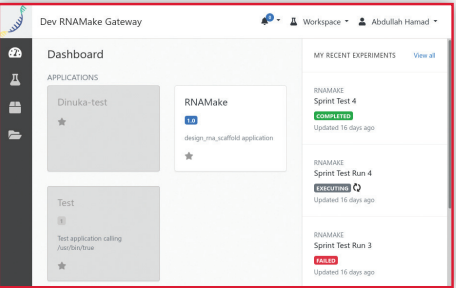 Dev RNAMake Gateway
Workspace
Abdullah Hamad
Dashboard
APPLICATIONS
Dinuka-test
RNAMake
1.0
design_rna_scaffold application
Test
Test application calling
/usr/bin/true
MY RECENT EXPERIMENTS
View all
RNAMAKE
Sprint Test 4
COMPLETED
Updated 16 days ago
RNAMAKE
Sprint Test Run 4
EXECUTING
Updated 16 days ago
RNAMAKE
Sprint Test Run 3
FAILED
Updated 16 days ago